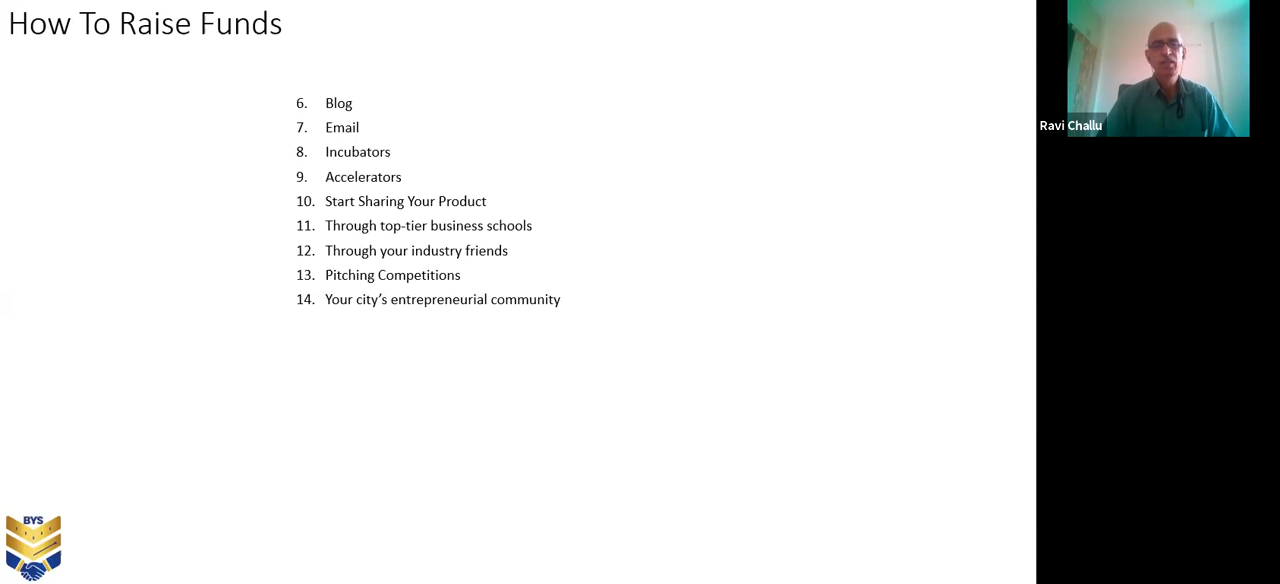 How To Raise Funds
6. Blog
7. Email
8. Incubators
9. Accelerators
10. Start Sharing Your Product
11. Through top-tier business schools
12. Through your industry friends
13. Pitching Competitions
14. Your city’s entrepreneurial community
Ravi Challu
BYS